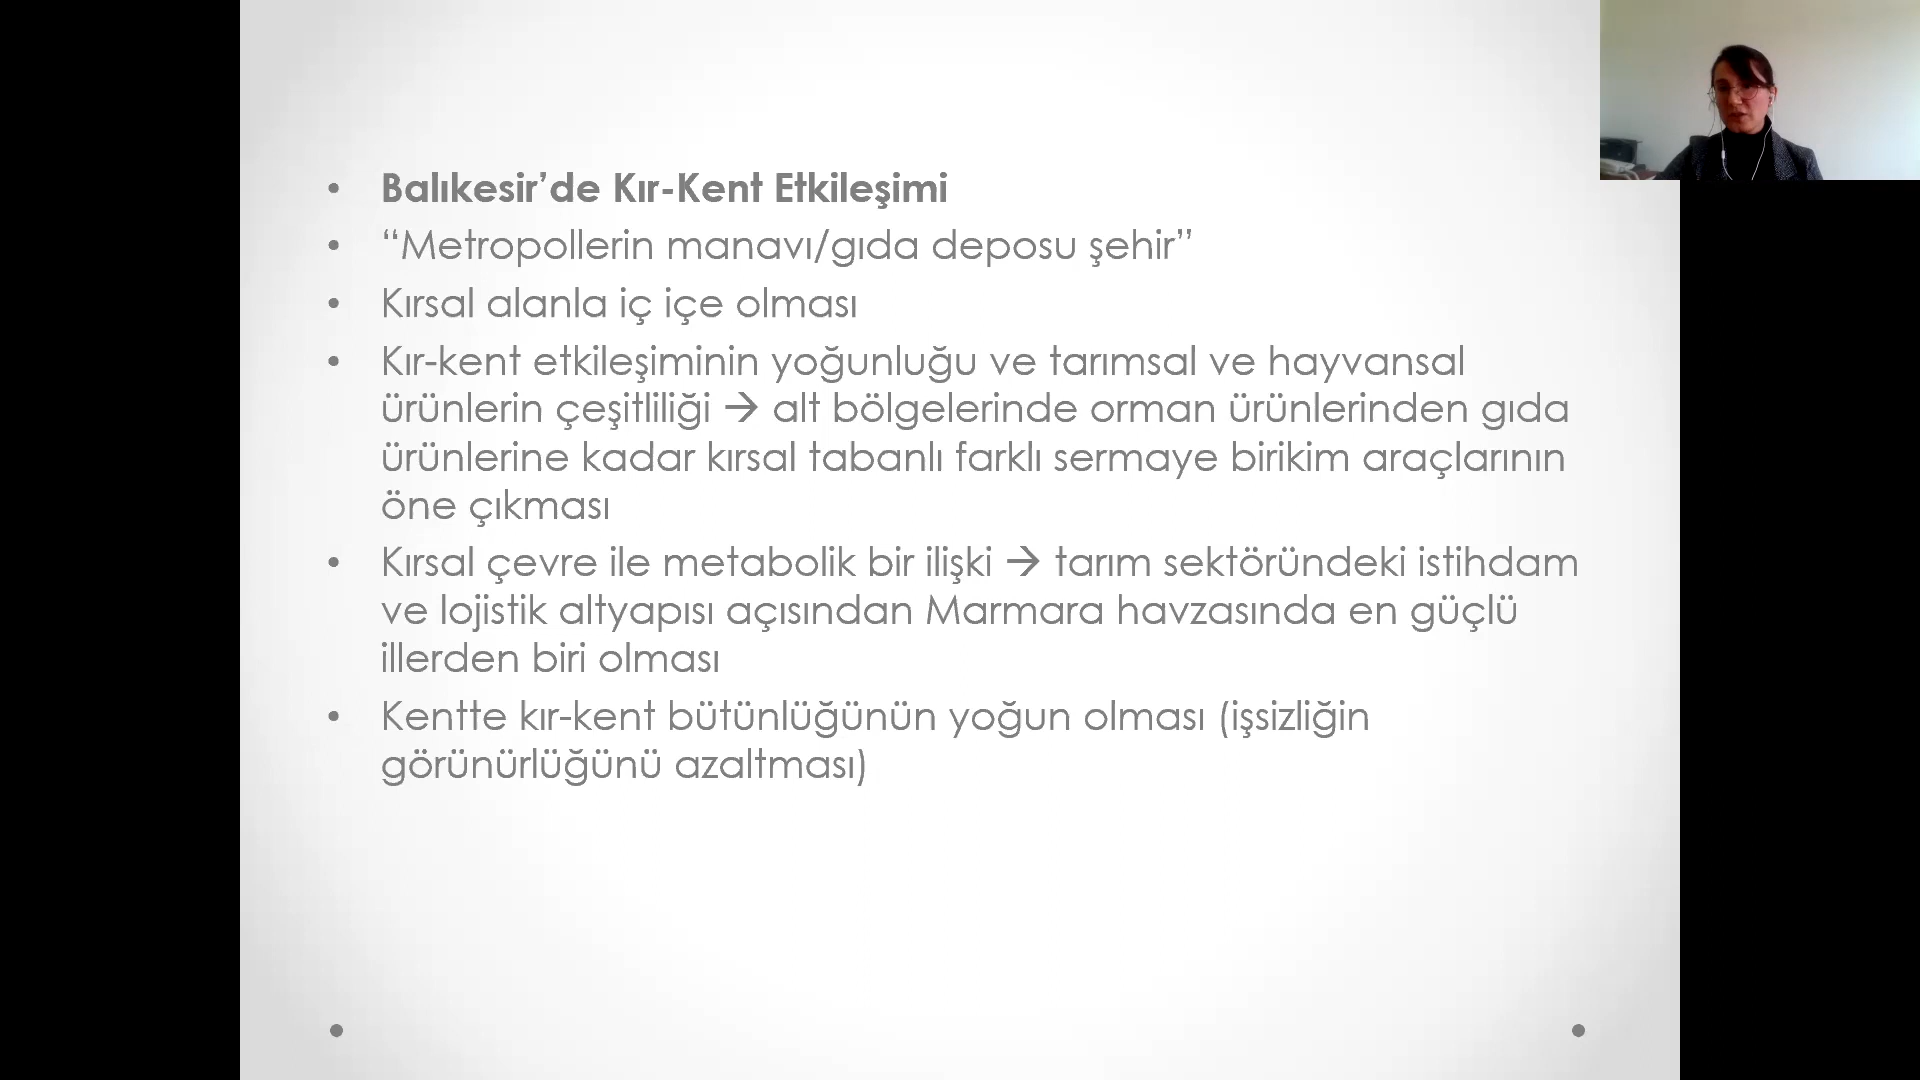 • Balıkesir’de Kır-Kent Etkileşimi
• “Metropollerin manavı/gıda deposu şehir”
• Kırsal alanla iç içe olması
• Kır-kent etkileşiminin yoğunluğu ve tarımsal ve hayvansal
ürünlerin çeşitliliği → alt bölgelerinde orman ürünlerinden gıda
ürünlerine kadar kırsal tabanlı farklı sermaye birikim araçlarının
öne çıkması
• Kırsal çevre ile metabolik bir ilişki → tarım sektöründeki istihdam
ve lojistik altyapısı açısından Marmara havzasında en güçlü
illerden biri olması
• Kentte kır-kent bütünlüğünün yoğun olması (işsizliğin
görünürlüğünü azaltması)